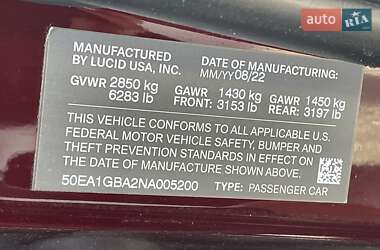 auto RIA
MANUFACTURED DATE OF MANUFACTURING:
BY LUCID USA, INC. MM/YY 08/22
GVWR 2850 kg GAWR 1430 kg GAWR 1450 kg
6283 lb FRONT: 3153 lb REAR: 3197 lb
THIS VEHICLE CONFORMS TO ALL APPLICABLE U.S.
FEDERAL MOTOR VEHICLE SAFETY, BUMPER, AND
THEFT PREVENTION STANDARDS IN EFFECT ON THE
DATE OF MANUFACTURE SHOWN ABOVE.
50EA1GBA2NA005200 TYPE: PASSENGER CAR